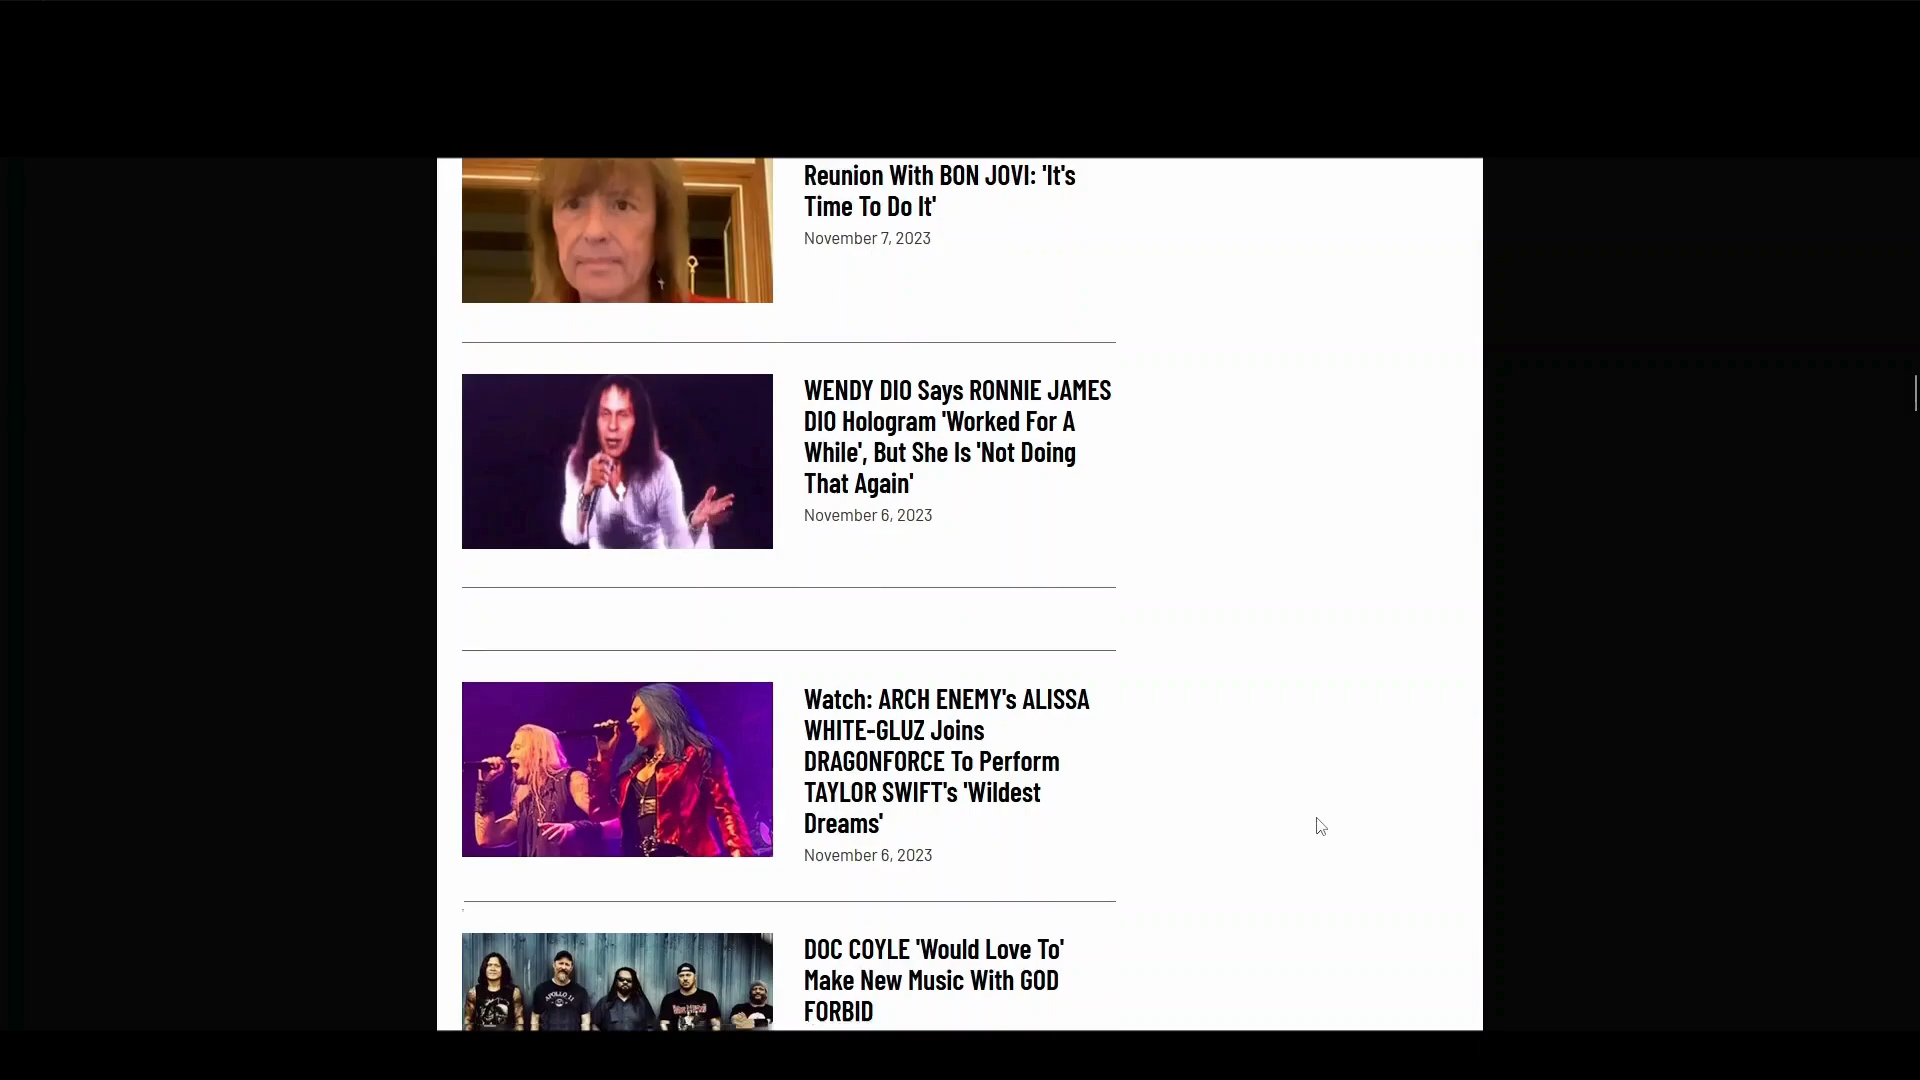 Reunion With BON JOVI: 'It's
Time To Do It'
November 7, 2023
WENDY DIO Says RONNIE JAMES
DIO Hologram 'Worked For A
While', But She Is 'Not Doing
That Again'
November 6, 2023
Watch: ARCH ENEMY's ALISSA
WHITE-GLUZ Joins
DRAGONFORCE To Perform
TAYLOR SWIFT's 'Wildest
Dreams'
November 6, 2023
DOC COYLE 'Would Love To'
Make New Music With GOD
FORBID
APOLLO 11